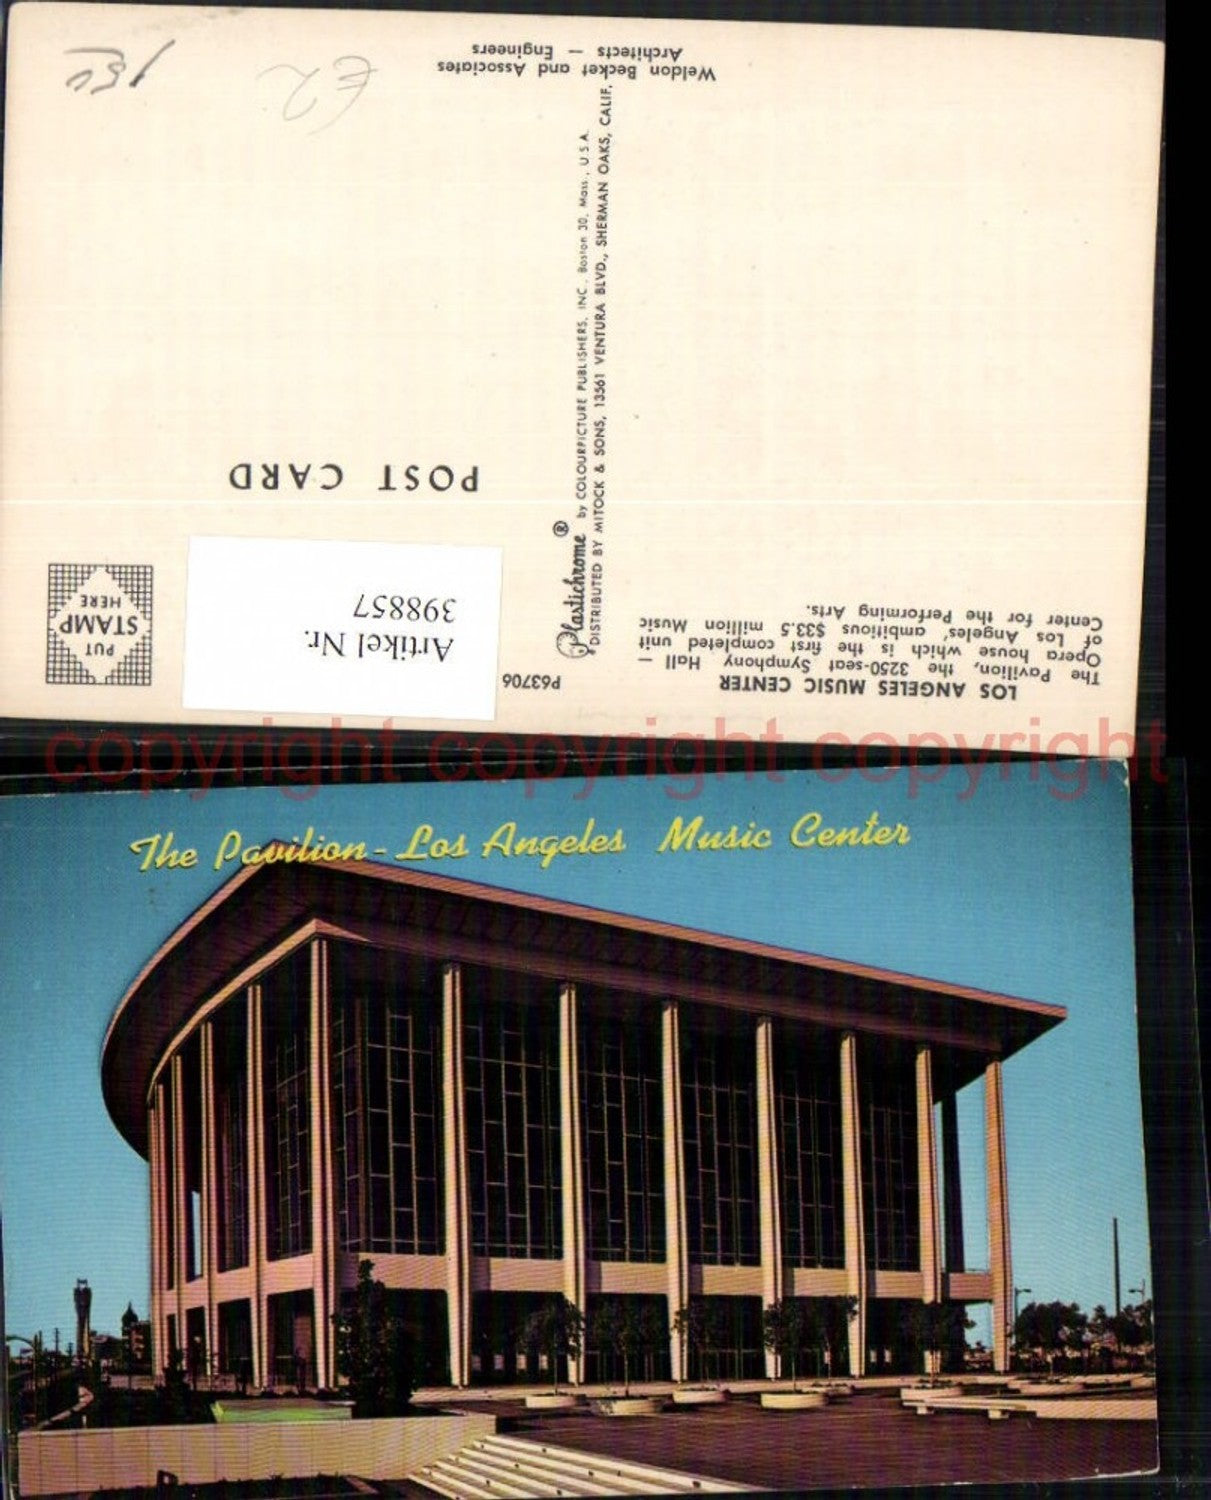 LOS ANGELES MUSIC CENTER
The Pavilion, the 3250-seat Symphony Hall —
Opera house which is the first completed unit
of Los Angeles' ambitious $33.5 million Music
Center for the Performing Arts.
P63706
Artikel Nr.
398857
PUT
STAMP
HERE
POST CARD
Plastichrome® by COLOURPICTURE PUBLISHERS, INC., Boston 30, Mass., U.S.A.
DISTRIBUTED BY MITOCK & SONS, 13561 VENTURA BLVD., SHERMAN OAKS, CALIF.
Weldon Becket and Associates
Architects — Engineers
copyright copyright copyright
The Pavilion - Los Angeles Music Center